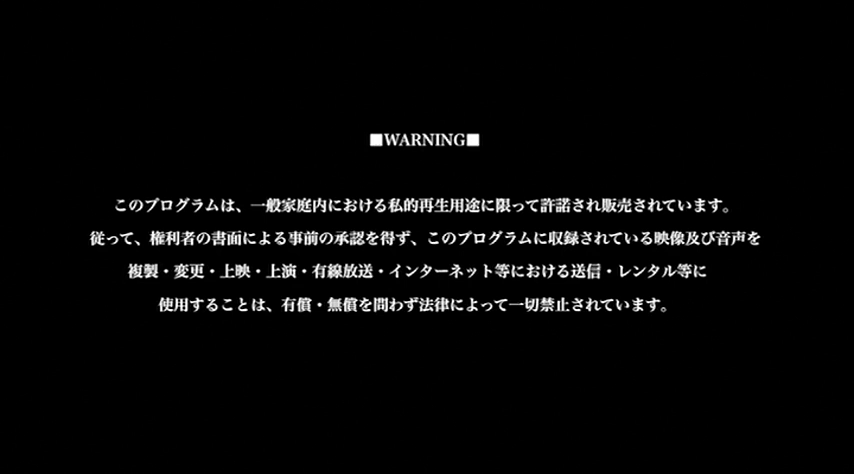 ■WARNING■
このプログラムは、一般家庭内における私的再生用途に限って許諾され販売されています。
従って、権利者の書面による事前の承認を得ず、このプログラムに収録されている映像及び音声を
複製・変更・上映・上演・有線放送・インターネット等における送信・レンタル等に
使用することは、有償・無償を問わず法律によって一切禁止されています。